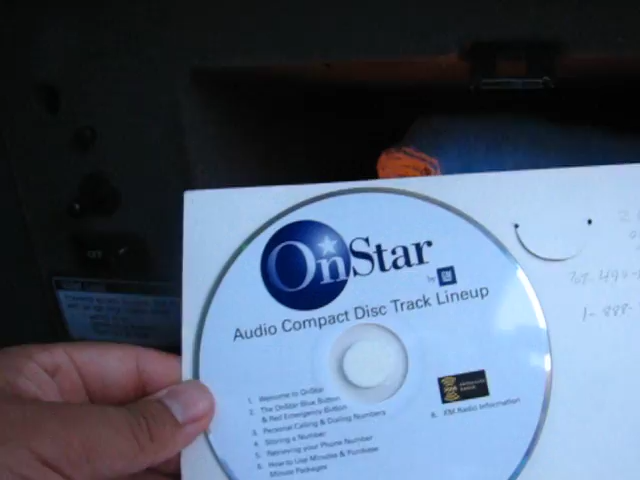 OnStar
by GM
Audio Compact Disc Track Lineup
1. Welcome to OnStar
2. The OnStar Blue Button
& Red Emergency Button
3. Personal Calling & Dialing Numbers
4. Storing a Number
5. Retrieving your Phone Number
6. How to Use Minutes & Purchase
Minute Packages
XM
8. XM Radio Information
1-888-